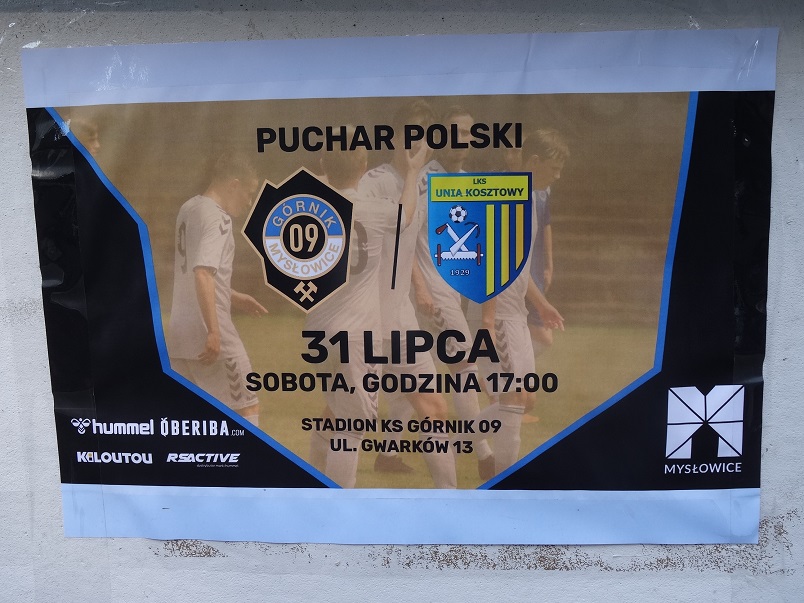 PUCHAR POLSKI
GÓRNIK
09
MYSŁOWICE
LKS
UNIA KOSZTOWY
1929
31 LIPCA
SOBOTA, GODZINA 17:00
STADION KS GÓRNIK 09
UL. GWARKÓW 13
hummel ÖBERIBA.COM
KELOUTOU RSACTIVE
MYSŁOWICE